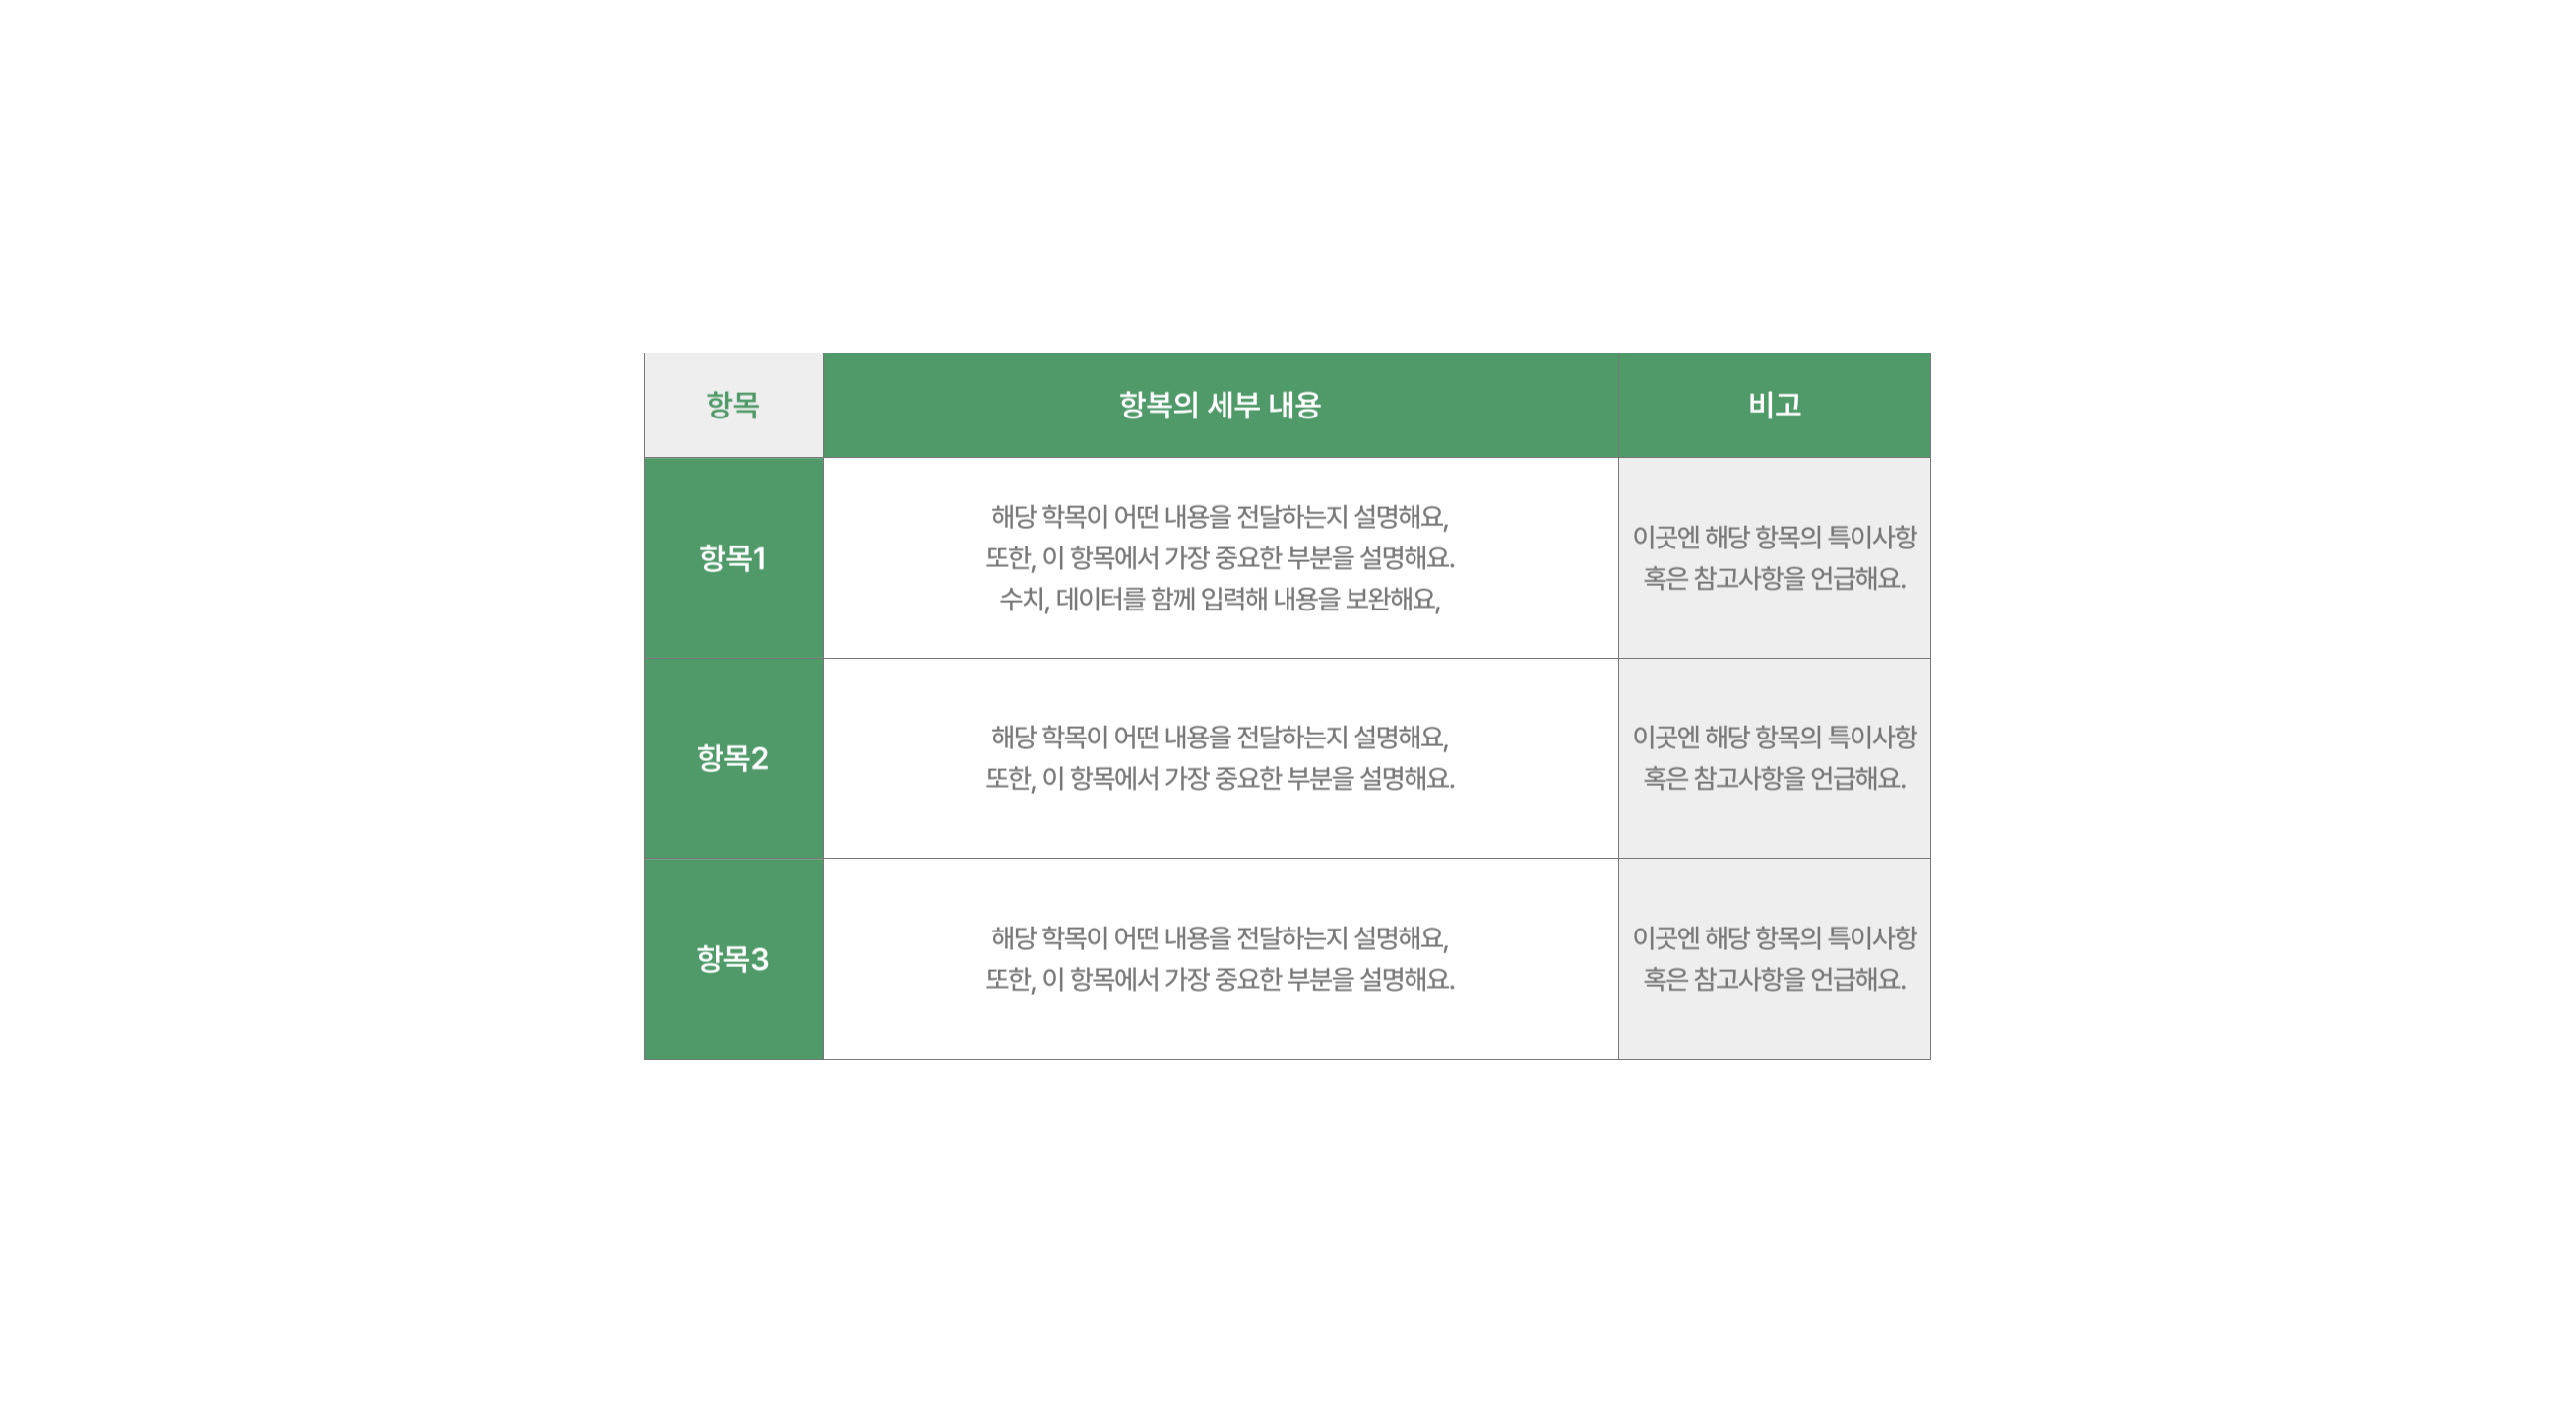 항목
항복의 세부 내용
비고
항목1
해당 학목이 어떤 내용을 전달하는지 설명해요,
또한, 이 항목에서 가장 중요한 부분을 설명해요.
수치, 데이터를 함께 입력해 내용을 보완해요,
이곳엔 해당 항목의 특이사항
혹은 참고사항을 언급해요.
항목2
해당 학목이 어떤 내용을 전달하는지 설명해요,
또한, 이 항목에서 가장 중요한 부분을 설명해요.
이곳엔 해당 항목의 특이사항
혹은 참고사항을 언급해요.
항목3
해당 학목이 어떤 내용을 전달하는지 설명해요,
또한, 이 항목에서 가장 중요한 부분을 설명해요.
이곳엔 해당 항목의 특이사항
혹은 참고사항을 언급해요.